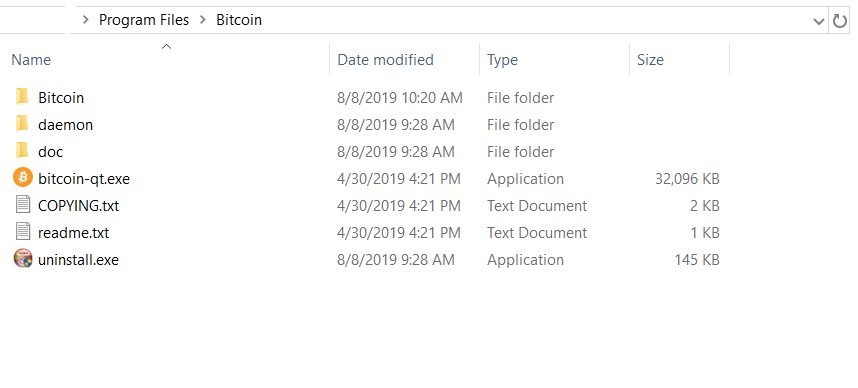 Program Files > Bitcoin
Name Date modified Type Size
Bitcoin 8/8/2019 10:20 AM File folder
daemon 8/8/2019 9:28 AM File folder
doc 8/8/2019 9:28 AM File folder
bitcoin-qt.exe 4/30/2019 4:21 PM Application 32,096 KB
COPYING.txt 4/30/2019 4:21 PM Text Document 2 KB
readme.txt 4/30/2019 4:21 PM Text Document 1 KB
uninstall.exe 8/8/2019 9:28 AM Application 145 KB